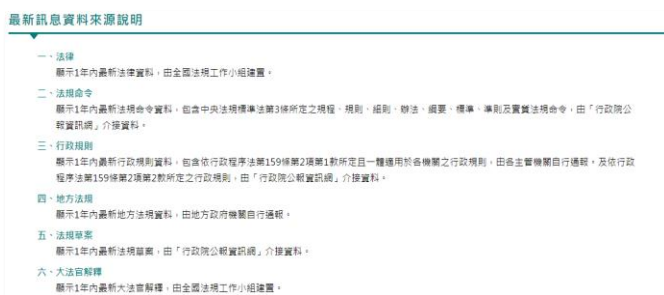 最新訊息資料來源說明
一、法律
顯示1年內最新法律資料，由全國法規工作小組建置。
二、法規命令
顯示1年內最新法規命令資料，包含中央法規標準法第3條所定之規程、規則、細則、辦法、綱要、標準、準則及實質法規命令，由「行政院公
報資訊網」介接資料。
三、行政規則
顯示1年內最新行政規則資料，包含依行政程序法第159條第2項第1款所定且一體適用於各機關之行政規則，由各主管機關自行通報，及依行政
程序法第159條第2項第2款所定之行政規則，由「行政院公報資訊網」介接資料。
四、地方法規
顯示1年內最新地方法規資料，由地方政府機關自行通報。
五、法規草案
顯示1年內最新法規草案，由「行政院公報資訊網」介接資料。
六、大法官解釋
顯示1年內最新大法官解釋，由全國法規工作小組建置。